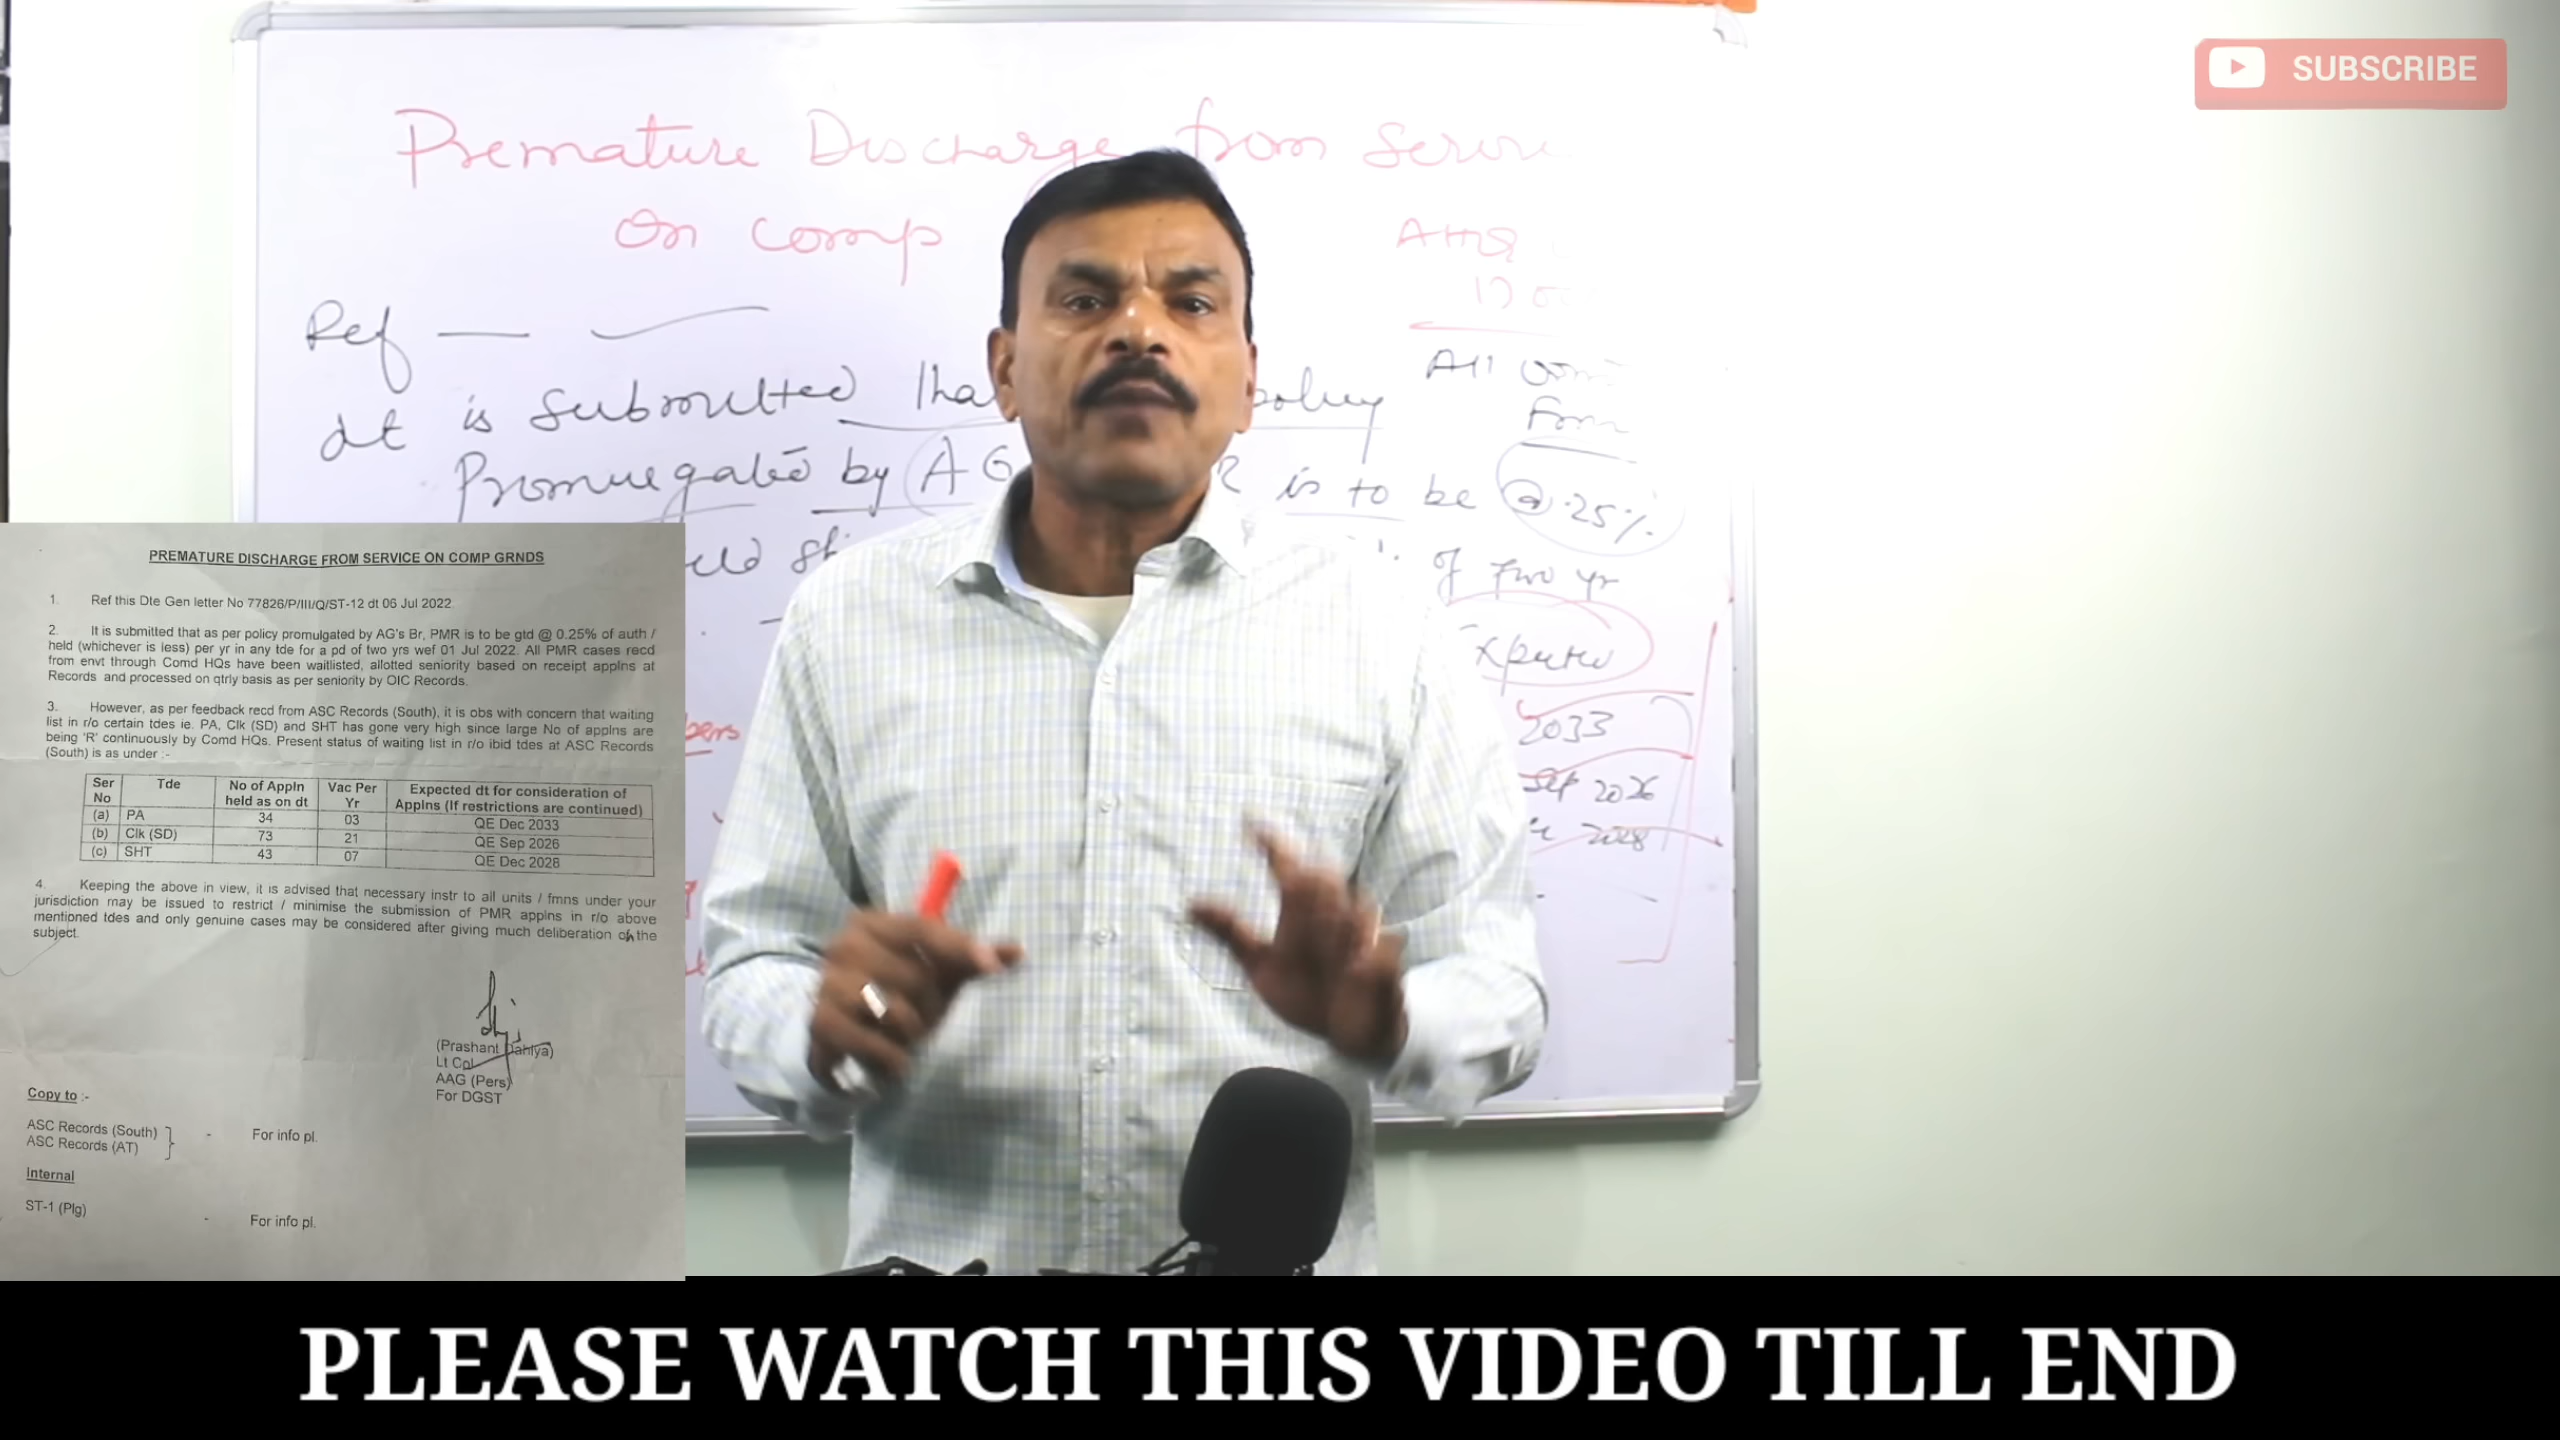 SUBSCRIBE
Premature Discharge from Servic
On Comp
Ref
dt is submitted tha policy
Promulgated by AG R is to be @ .25%
of two yr
2033
Sep 2026
2028
PREMATURE DISCHARGE FROM SERVICE ON COMP GRNDS
1. Ref this Dte Gen letter No 77826/P/III/Q/ST-12 dt 06 Jul 2022
2. It is submitted that as per policy promulgated by AG's Br, PMR is to be gtd @ 0.25% of auth /
held (whichever is less) per yr in any tde for a pd of two yrs wef 01 Jul 2022. All PMR cases recd
from envt through Comd HQs have been waitlisted, allotted seniority based on receipt applns at
Records and processed on qtrly basis as per seniority by OIC Records.
3. However, as per feedback recd from ASC Records (South), it is obs with concern that waiting
list in r/o certain tdes ie. PA, Clk (SD) and SHT has gone very high since large No of applns are
being 'R' continuously by Comd HQs. Present status of waiting list in r/o ibid tdes at ASC Records
(South) is as under :-
Ser No Tde No of Appln held as on dt Vac Per Yr Expected dt for consideration of Applns (If restrictions are continued)
(a) PA 34 03 QE Dec 2033
(b) Clk (SD) 73 21 QE Sep 2026
(c) SHT 43 07 QE Dec 2028
4. Keeping the above in view, it is advised that necessary instr to all units / fmns under your
jurisdiction may be issued to restrict / minimise the submission of PMR applns in r/o above
mentioned tdes and only genuine cases may be considered after giving much deliberation on the
subject.
(Prashant Dahiya)
Lt Col
AAG (Pers)
For DGST
Copy to :-
ASC Records (South)
ASC Records (AT) - For info pl.
Internal
ST-1 (Plg) - For info pl.
PLEASE WATCH THIS VIDEO TILL END